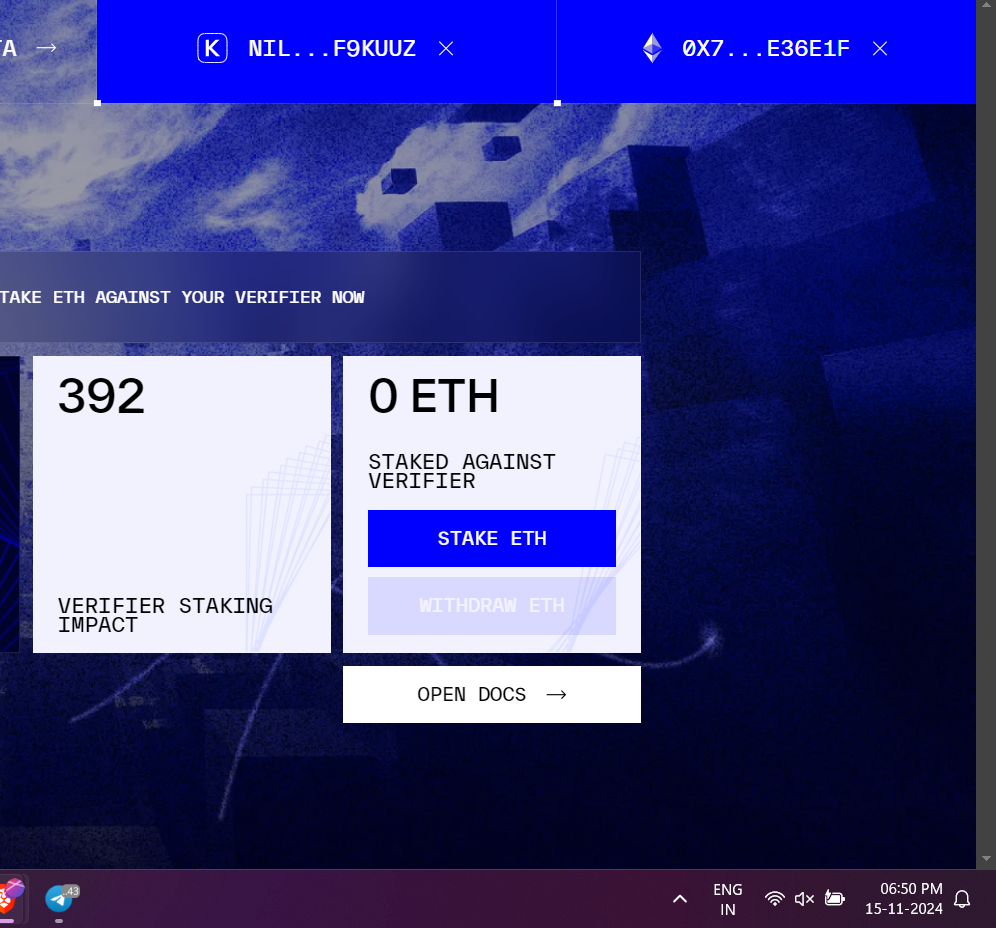 TA →
K NIL...F9KUUZ ×
0X7...E36E1F ×
TAKE ETH AGAINST YOUR VERIFIER NOW
392
VERIFIER STAKING
IMPACT
0 ETH
STAKED AGAINST
VERIFIER
STAKE ETH
WITHDRAW ETH
OPEN DOCS →
.43
ENG
IN
06:50 PM
15-11-2024